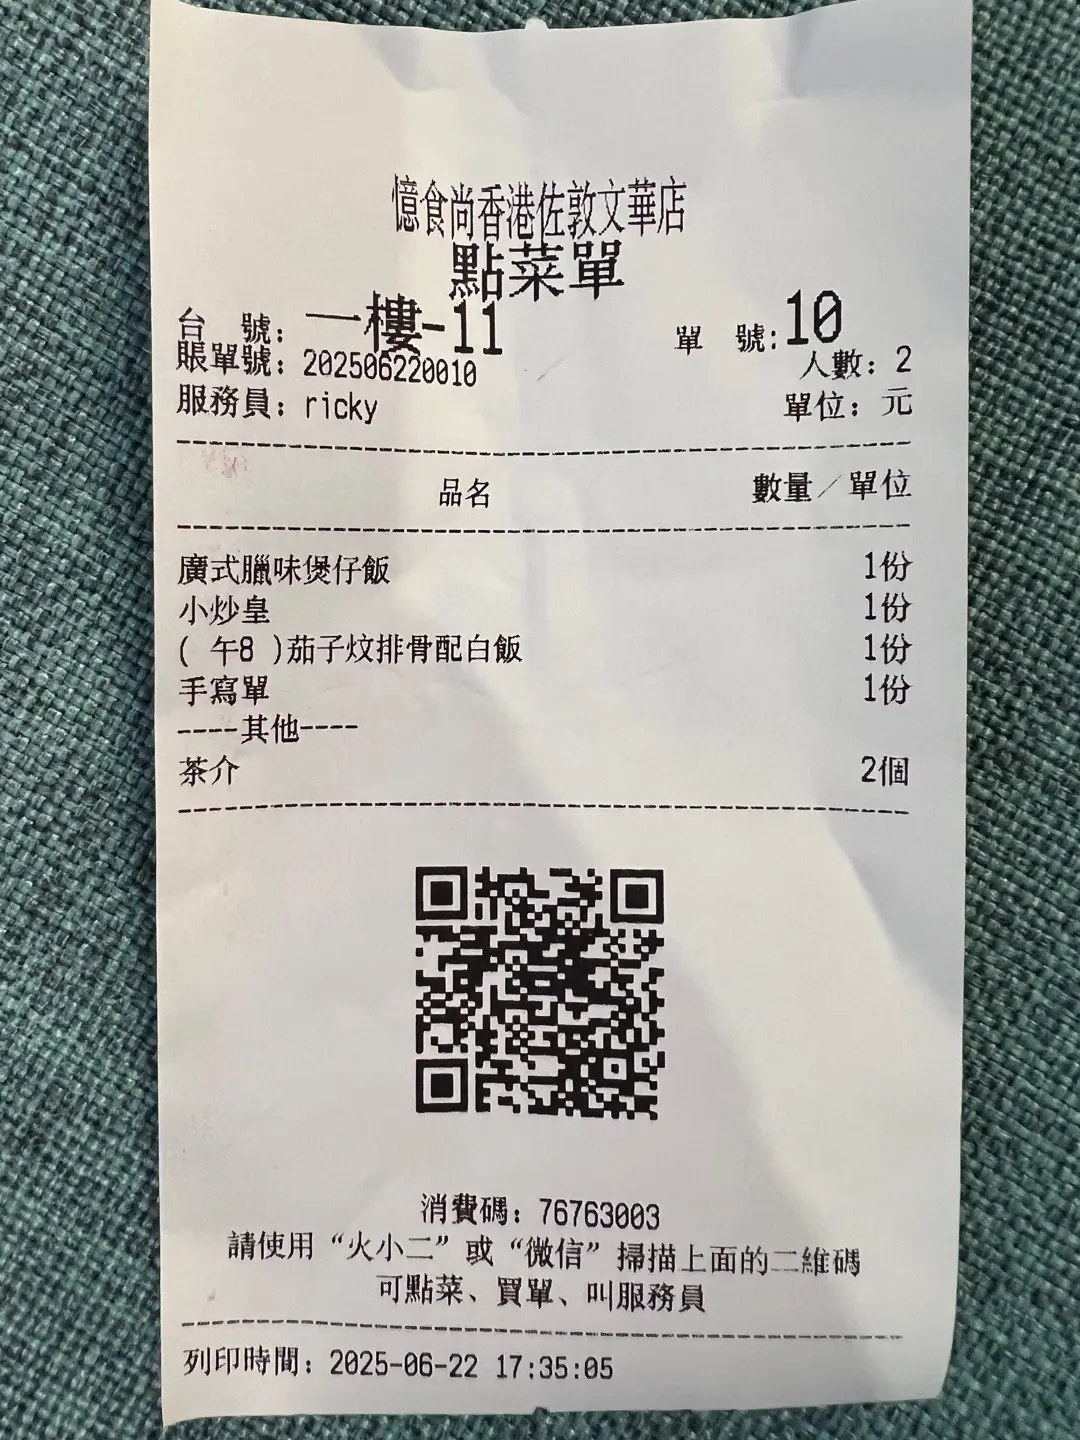 憶食尚香港佐敦文華店
點菜單
台 號: 一樓-11 單 號:10
賬單號: 202506220010 人數: 2
服務員: ricky 單位: 元
品名 數量/單位
廣式臘味煲仔飯 1份
小炒皇 1份
( 午8 )茄子炆排骨配白飯 1份
手寫單 1份
----其他----
茶介 2個
消費碼: 76763003
請使用“火小二”或“微信”掃描上面的二維碼
可點菜、買單、叫服務員
列印時間: 2025-06-22 17:35:05